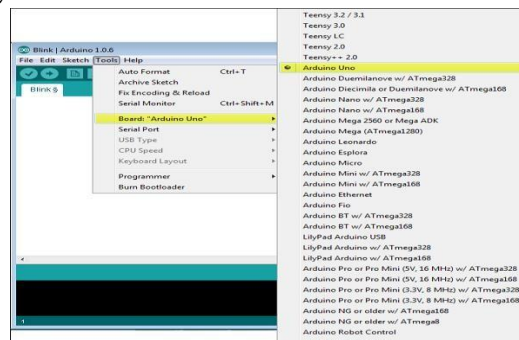 Blink | Arduino 1.0.6
File Edit Sketch Tools Help
Blink §
Auto Format Ctrl+T
Archive Sketch
Fix Encoding & Reload
Serial Monitor Ctrl+Shift+M
Board: "Arduino Uno"
Serial Port
USB Type
CPU Speed
Keyboard Layout
Programmer
Burn Bootloader
1
Teensy 3.2 / 3.1
Teensy 3.0
Teensy LC
Teensy 2.0
Teensy++ 2.0
Arduino Uno
Arduino Duemilanove w/ ATmega328
Arduino Diecimila or Duemilanove w/ ATmega168
Arduino Nano w/ ATmega328
Arduino Nano w/ ATmega168
Arduino Mega 2560 or Mega ADK
Arduino Mega (ATmega1280)
Arduino Leonardo
Arduino Esplora
Arduino Micro
Arduino Mini w/ ATmega328
Arduino Mini w/ ATmega168
Arduino Ethernet
Arduino Fio
Arduino BT w/ ATmega328
Arduino BT w/ ATmega168
LilyPad Arduino USB
LilyPad Arduino w/ ATmega328
LilyPad Arduino w/ ATmega168
Arduino Pro or Pro Mini (5V, 16 MHz) w/ ATmega328
Arduino Pro or Pro Mini (5V, 16 MHz) w/ ATmega168
Arduino Pro or Pro Mini (3.3V, 8 MHz) w/ ATmega328
Arduino Pro or Pro Mini (3.3V, 8 MHz) w/ ATmega168
Arduino NG or older w/ ATmega168
Arduino NG or older w/ ATmega8
Arduino Robot Control